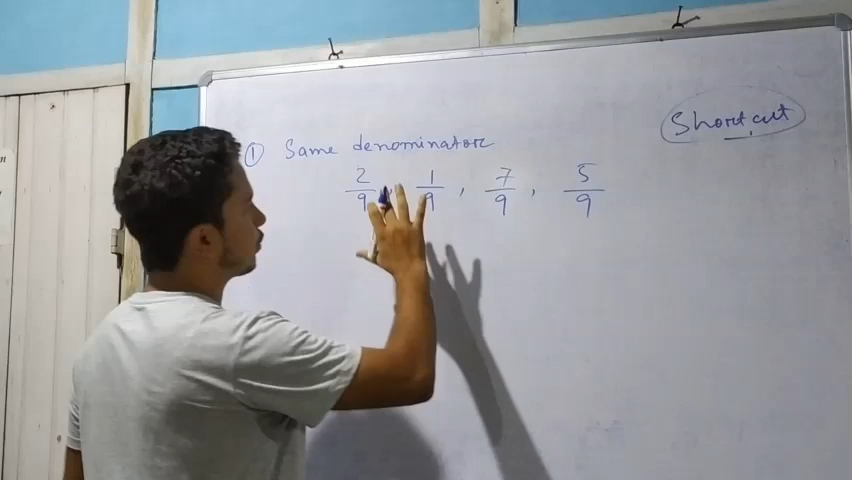 Short cut
① Same denominator
2/9, 1/9, 7/9, 5/9